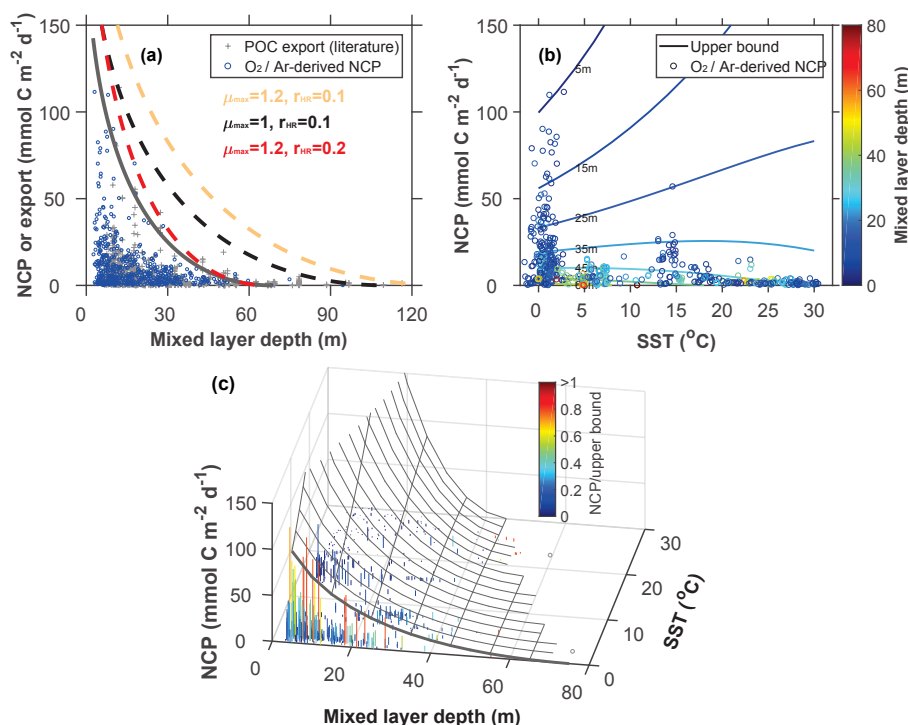 (a)
+ POC export (literature)
O2 / Ar-derived NCP
μmax=1.2, rHR=0.1
μmax=1, rHR=0.1
μmax=1.2, rHR=0.2
NCP or export (mmol C m-2 d-1)
150
100
50
0
0 30 60 90 120
Mixed layer depth (m)
(b)
Upper bound
O2 / Ar-derived NCP
NCP (mmol C m-2 d-1)
150
100
50
0
5m
15m
25m
35m
45m
0 5 10 15 20 25 30
SST (oC)
80
60
40
20
0
Mixed layer depth (m)
(c)
>1
0.8
0.6
0.4
0.2
0
NCP/upper bound
NCP (mmol C m-2 d-1)
150
100
50
0
0 20 40 60 80
Mixed layer depth (m)
30
20
10
0
SST (oC)